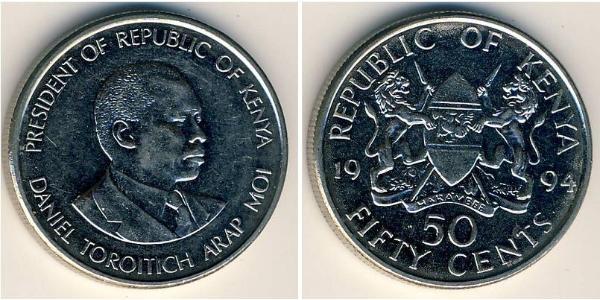 PRESIDENT OF REPUBLIC OF KENYA
DANIEL TOROITICH ARAP MOI
REPUBLIC OF KENYA
19 94
HARAMBEE
50
FIFTY CENTS